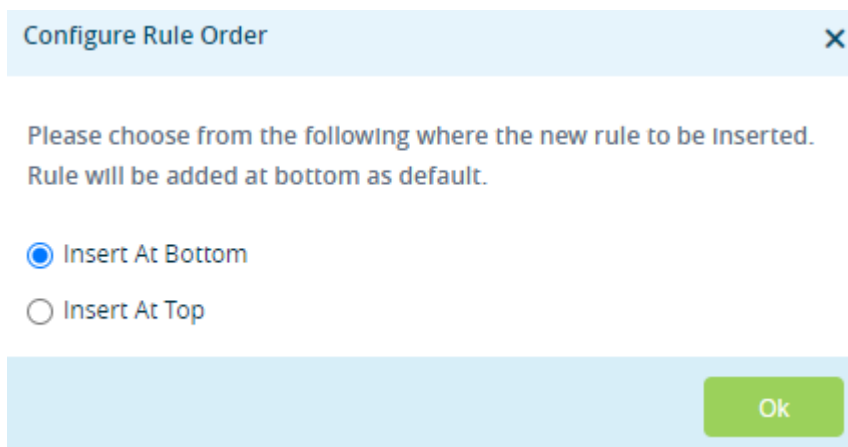 Configure Rule Order
Please choose from the following where the new rule to be inserted.
Rule will be added at bottom as default.
Insert At Bottom
Insert At Top
Ok